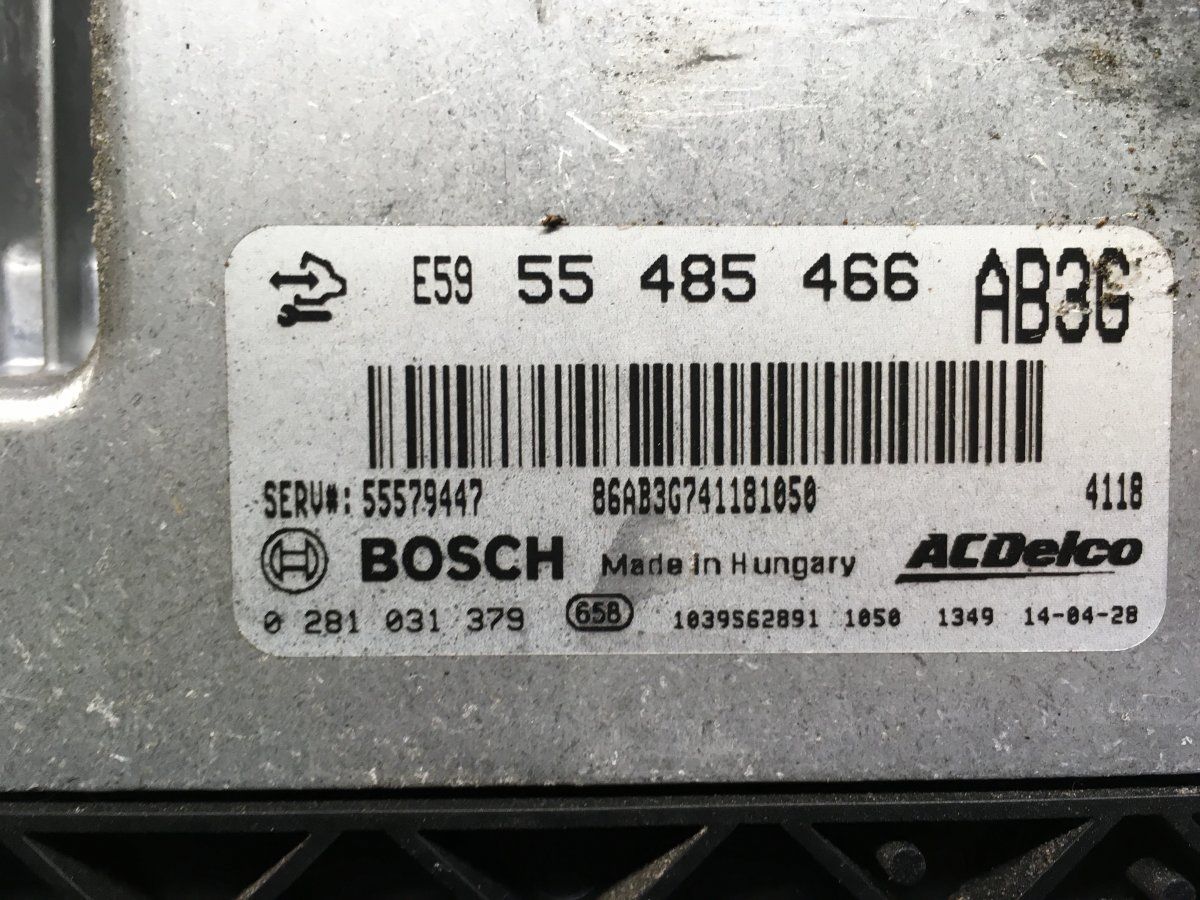 E59 55 485 466 AB3G
SERV#: 55579447 86AB3G741181050 4118
BOSCH Made in Hungary ACDelco
0 281 031 379 658 1039S62891 1050 1349 14-04-28